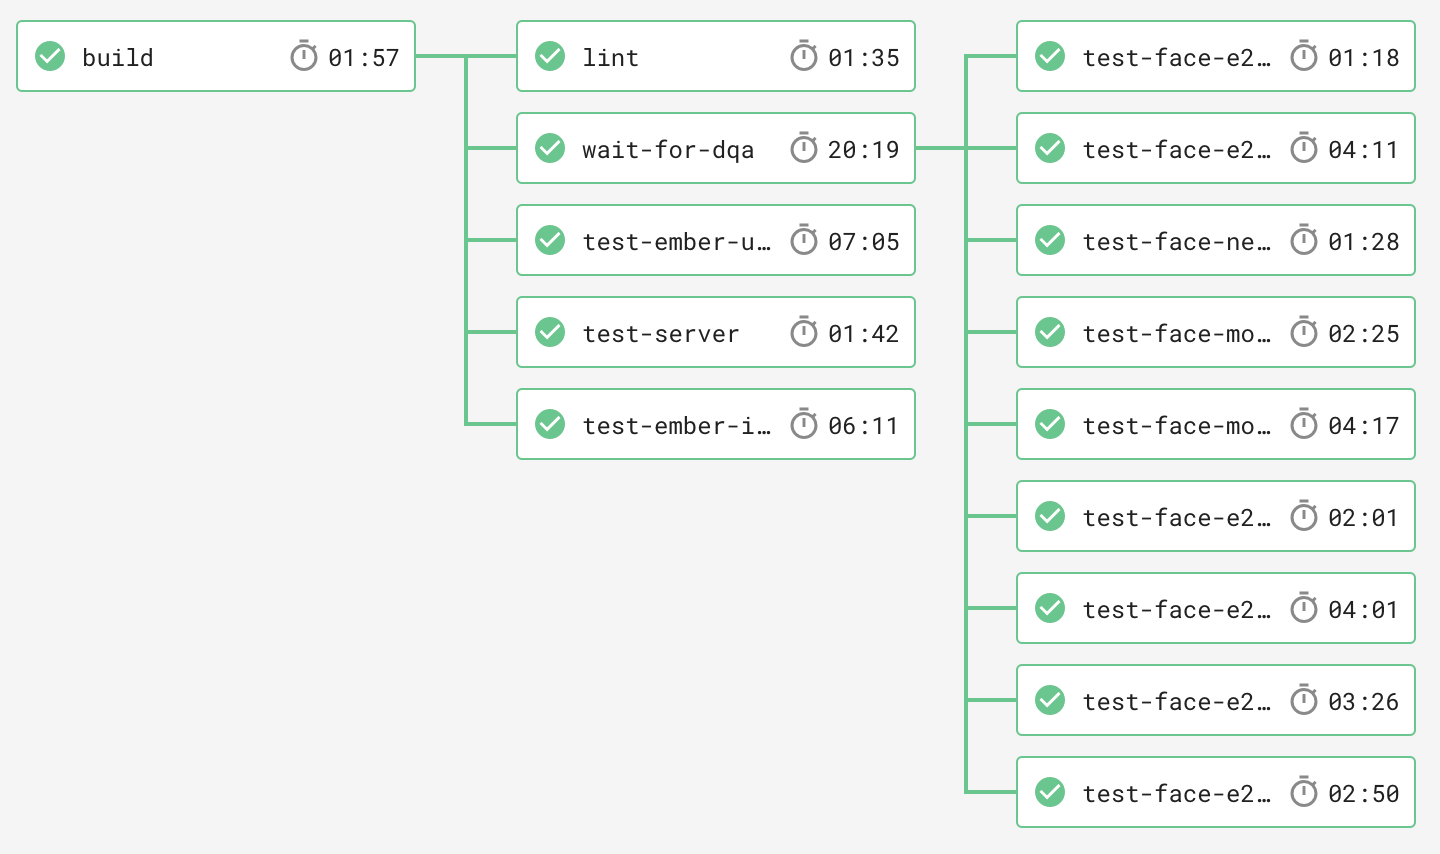 build 01:57
lint 01:35
wait-for-dqa 20:19
test-ember-u… 07:05
test-server 01:42
test-ember-i… 06:11
test-face-e2… 01:18
test-face-e2… 04:11
test-face-ne… 01:28
test-face-mo… 02:25
test-face-mo… 04:17
test-face-e2… 02:01
test-face-e2… 04:01
test-face-e2… 03:26
test-face-e2… 02:50